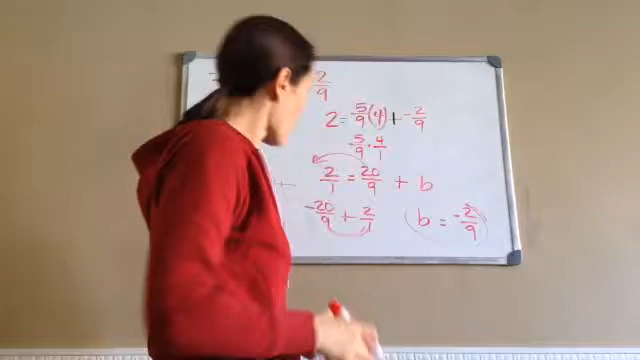 2/9
2 = 5/9 (4) + -2/9
5/9 · 4/1
2/1 = 20/9 + b
-20/9 + 2/1
b = -2/9